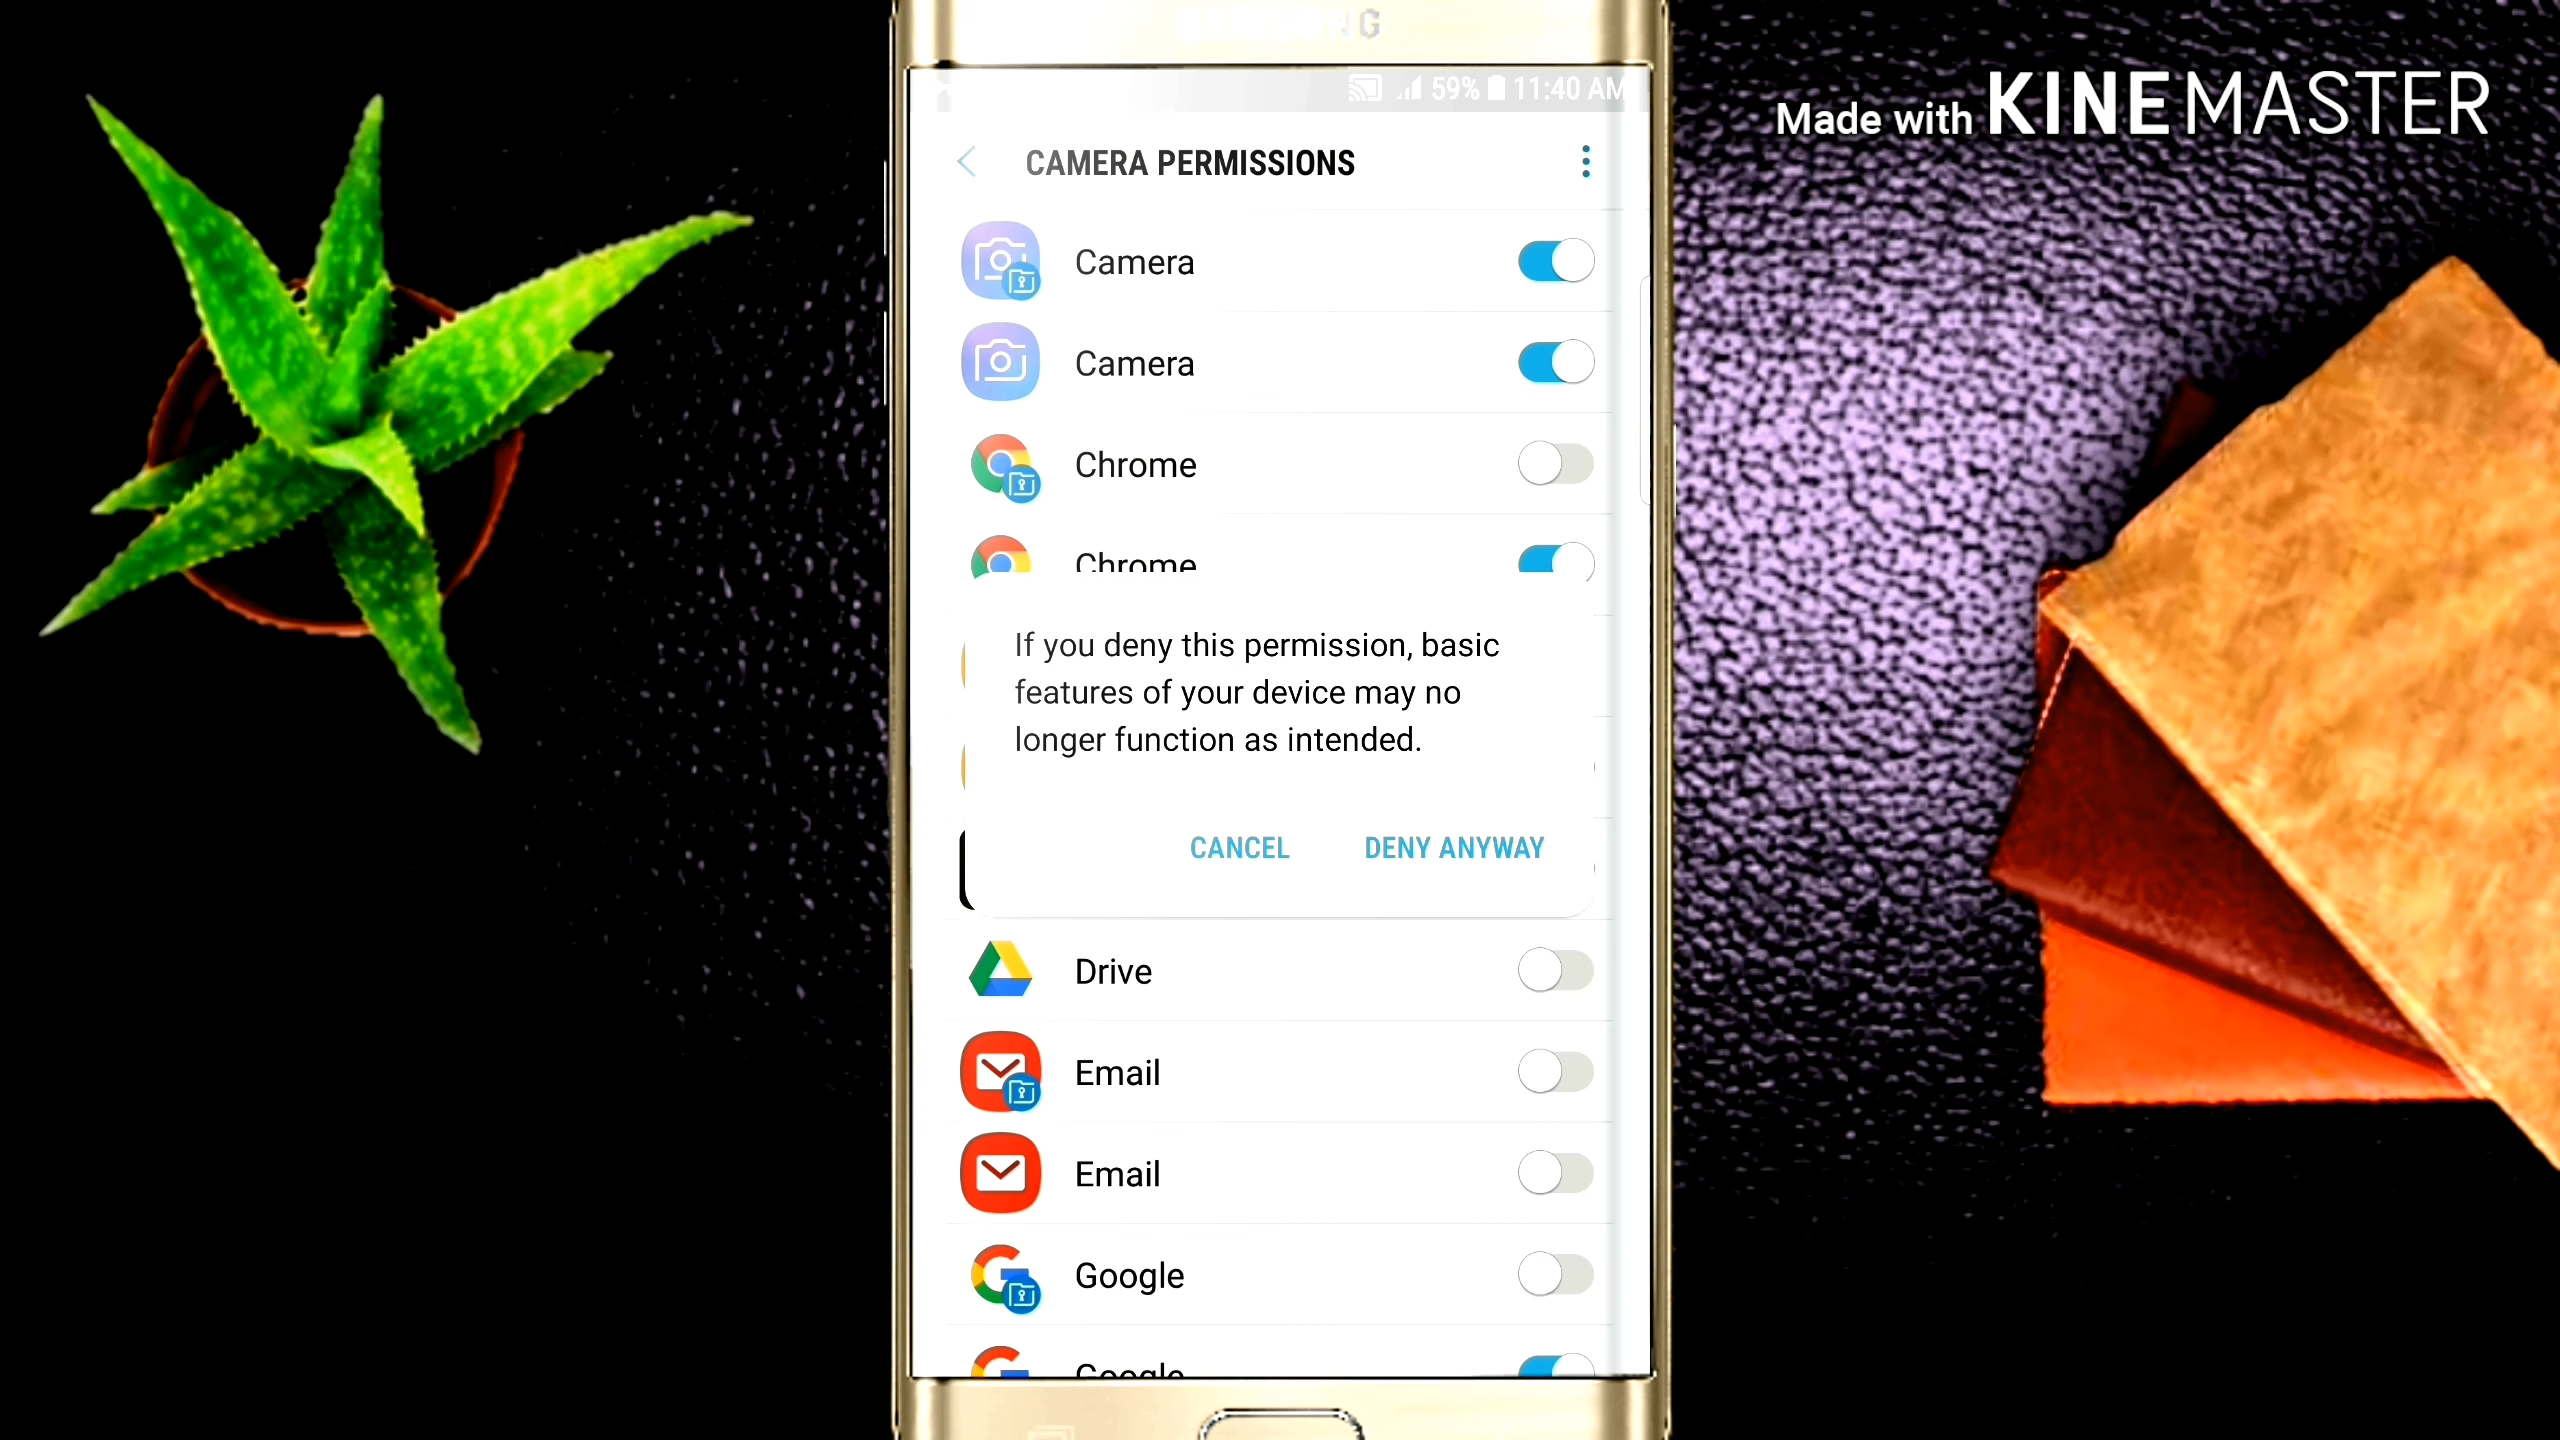 59% 11:40 AM
Made with KINEMASTER
CAMERA PERMISSIONS
Camera
Camera
Chrome
Chrome
If you deny this permission, basic
features of your device may no
longer function as intended.
CANCEL DENY ANYWAY
Drive
Email
Email
Google
Google